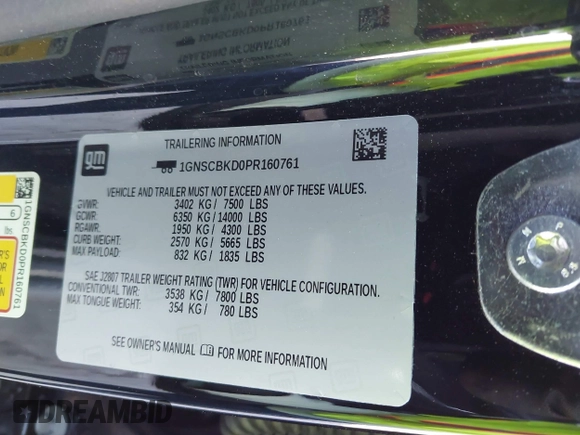 gm
TRAILERING INFORMATION
1GNSCBKD0PR160761
VEHICLE AND TRAILER MUST NOT EXCEED ANY OF THESE VALUES.
GVWR: 3402 KG / 7500 LBS
GCWR: 6350 KG / 14000 LBS
RGAWR: 1950 KG / 4300 LBS
CURB WEIGHT: 2570 KG / 5665 LBS
MAX PAYLOAD: 832 KG / 1835 LBS
SAE J2807 TRAILER WEIGHT RATING (TWR) FOR VEHICLE CONFIGURATION.
CONVENTIONAL TWR: 3538 KG / 7800 LBS
MAX TONGUE WEIGHT: 354 KG / 780 LBS
SEE OWNER'S MANUAL FOR MORE INFORMATION
6
lbs.
1GNSCBKD0PR160761
DREAMBID